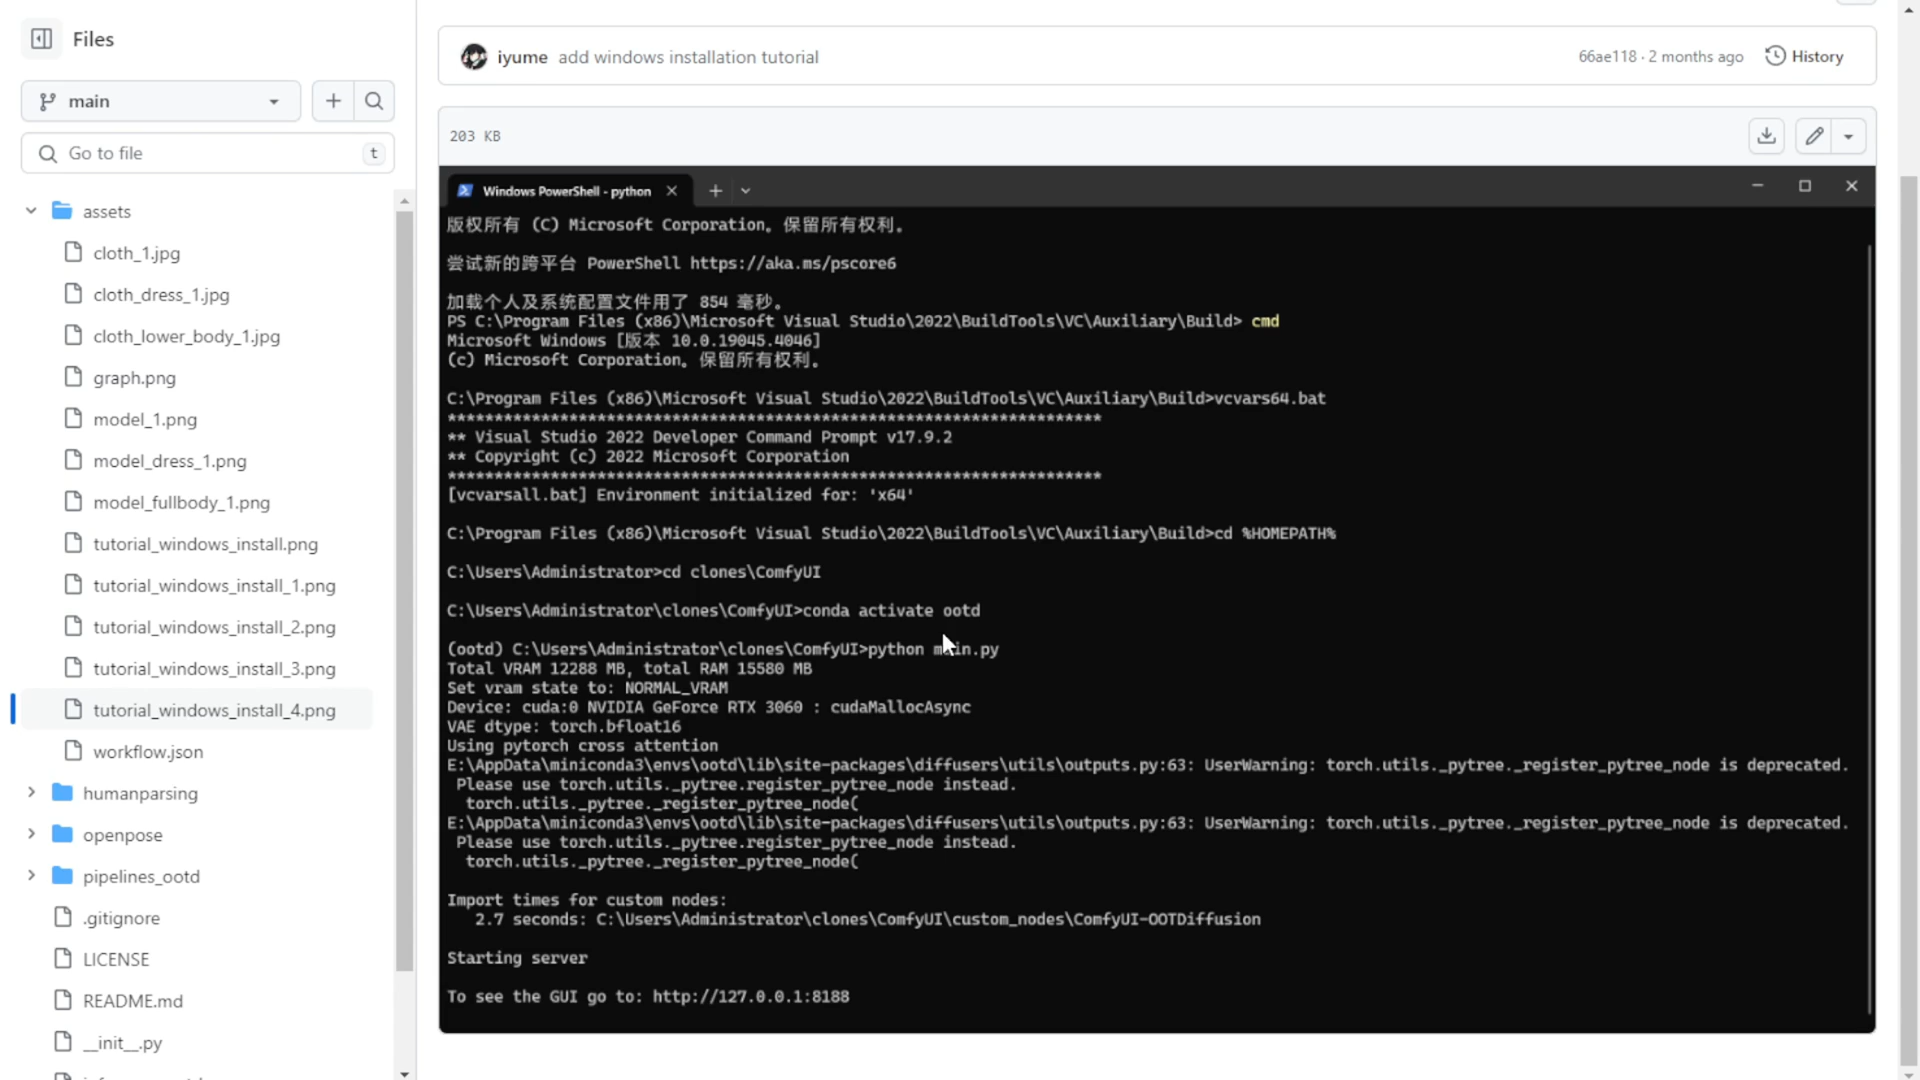 Files
main
Go to file
t
assets
cloth_1.jpg
cloth_dress_1.jpg
cloth_lower_body_1.jpg
graph.png
model_1.png
model_dress_1.png
model_fullbody_1.png
tutorial_windows_install.png
tutorial_windows_install_1.png
tutorial_windows_install_2.png
tutorial_windows_install_3.png
tutorial_windows_install_4.png
workflow.json
humanparsing
openpose
pipelines_ootd
.gitignore
LICENSE
README.md
__init__.py
iyume add windows installation tutorial
66ae118 · 2 months ago
History
203 KB
Windows PowerShell - python
版权所有 (C) Microsoft Corporation。保留所有权利。
尝试新的跨平台 PowerShell https://aka.ms/pscore6
加载个人及系统配置文件用了 854 毫秒。
PS C:\Program Files (x86)\Microsoft Visual Studio\2022\BuildTools\VC\Auxiliary\Build> cmd
Microsoft Windows [版本 10.0.19045.4046]
(c) Microsoft Corporation。保留所有权利。
C:\Program Files (x86)\Microsoft Visual Studio\2022\BuildTools\VC\Auxiliary\Build>vcvars64.bat
**********************************************************************
** Visual Studio 2022 Developer Command Prompt v17.9.2
** Copyright (c) 2022 Microsoft Corporation
**********************************************************************
[vcvarsall.bat] Environment initialized for: 'x64'
C:\Program Files (x86)\Microsoft Visual Studio\2022\BuildTools\VC\Auxiliary\Build>cd %HOMEPATH%
C:\Users\Administrator>cd clones\ComfyUI
C:\Users\Administrator\clones\ComfyUI>conda activate ootd
(ootd) C:\Users\Administrator\clones\ComfyUI>python main.py
Total VRAM 12288 MB, total RAM 15580 MB
Set vram state to: NORMAL_VRAM
Device: cuda:0 NVIDIA GeForce RTX 3060 : cudaMallocAsync
VAE dtype: torch.bfloat16
Using pytorch cross attention
E:\AppData\miniconda3\envs\ootd\lib\site-packages\diffusers\utils\outputs.py:63: UserWarning: torch.utils._pytree._register_pytree_node is deprecated.
Please use torch.utils._pytree.register_pytree_node instead.
torch.utils._pytree._register_pytree_node(
E:\AppData\miniconda3\envs\ootd\lib\site-packages\diffusers\utils\outputs.py:63: UserWarning: torch.utils._pytree._register_pytree_node is deprecated.
Please use torch.utils._pytree.register_pytree_node instead.
torch.utils._pytree._register_pytree_node(
Import times for custom nodes:
2.7 seconds: C:\Users\Administrator\clones\ComfyUI\custom_nodes\ComfyUI-OOTDiffusion
Starting server
To see the GUI go to: http://127.0.0.1:8188